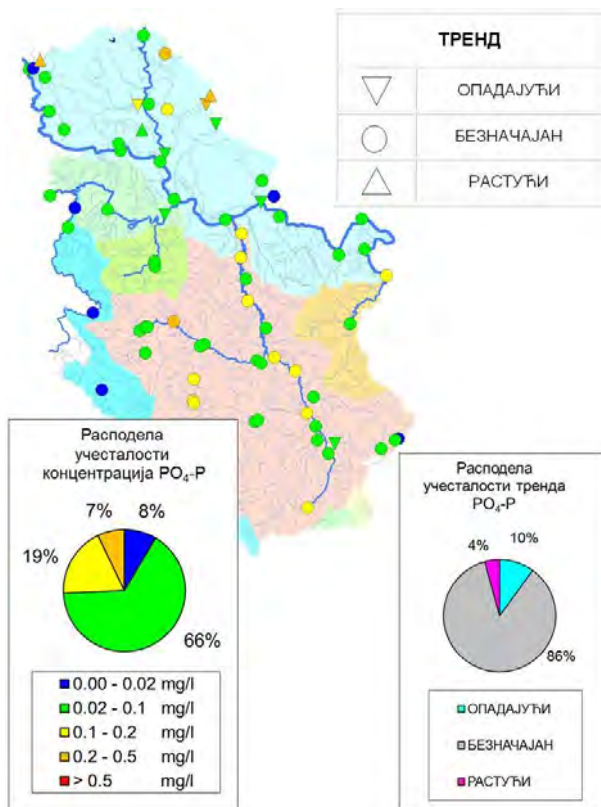 ТРЕНД
ОПАДАЈУЋИ
БЕЗНАЧАЈАН
РАСТУЋИ
Расподела
учесталости
концентрација PO₄-P
7%
8%
19%
66%
0.00 - 0.02 mg/l
0.02 - 0.1 mg/l
0.1 - 0.2 mg/l
0.2 - 0.5 mg/l
> 0.5 mg/l
Расподела
учесталости тренда
PO₄-P
4%
10%
86%
ОПАДАЈУЋИ
БЕЗНАЧАЈАН
РАСТУЋИ